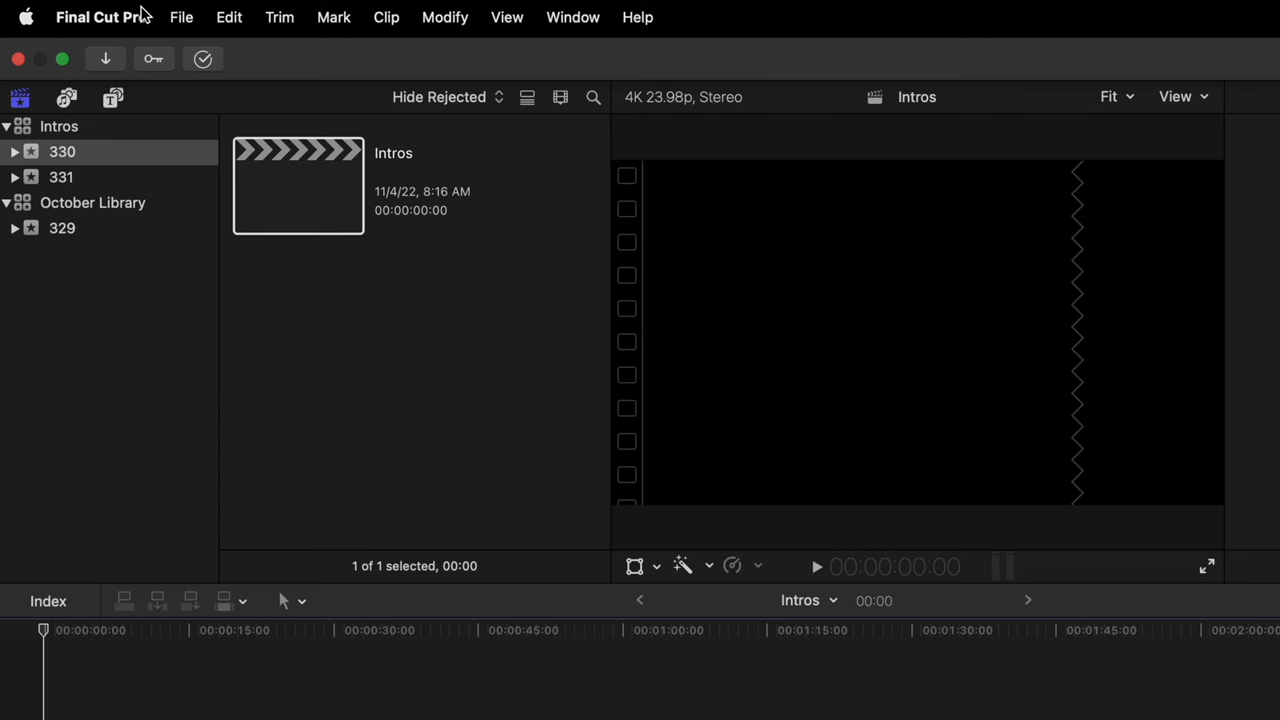 Final Cut Pro File Edit Trim Mark Clip Modify View Window Help
Hide Rejected
4K 23.98p, Stereo
Intros
Fit
View
Intros
330
331
October Library
329
Intros
11/4/22, 8:16 AM
00:00:00:00
1 of 1 selected, 00:00
00:00:00:00
Index
Intros
00:00
00:00:00:00
00:00:15:00
00:00:30:00
00:00:45:00
00:01:00:00
00:01:15:00
00:01:30:00
00:01:45:00
00:02:00:00